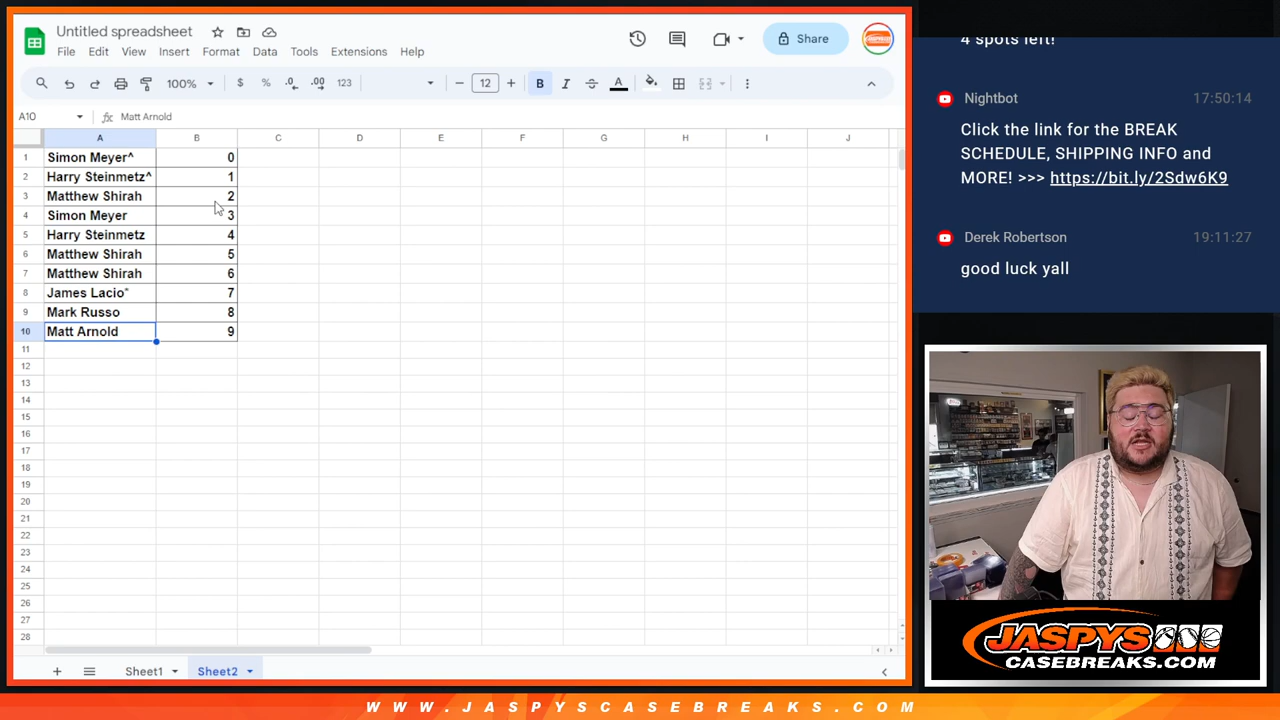 Untitled spreadsheet
File Edit View Insert Format Data Tools Extensions Help
Share
100% $ % .0 .00 123 − 12 + B I A
A10 fx Matt Arnold
A B C D E F G H I J
1 Simon Meyer^ 0
2 Harry Steinmetz^ 1
3 Matthew Shirah 2
4 Simon Meyer 3
5 Harry Steinmetz 4
6 Matthew Shirah 5
7 Matthew Shirah 6
8 James Lacio" 7
9 Mark Russo 8
10 Matt Arnold 9
11
12
13
14
15
16
17
18
19
20
21
22
23
24
25
26
27
28
+ Sheet1 Sheet2
4 spots left!
Nightbot 17:50:14
Click the link for the BREAK
SCHEDULE, SHIPPING INFO and
MORE! >>> https://bit.ly/2Sdw6K9
Derek Robertson 19:11:27
good luck yall
JASPYS
CASEBREAKS.COM
WWW.JASPYSCASEBREAKS.COM